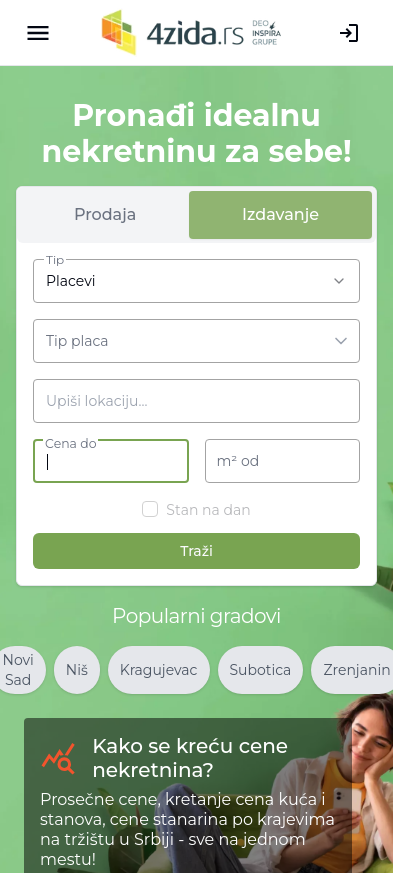 4zida.rs
DEO
INSPIRA
GRUPE
Pronađi idealnu
nekretninu za sebe!
Prodaja
Izdavanje
Tip
Placevi
Tip placa
Upiši lokaciju...
Cena do
m² od
Stan na dan
Traži
Popularni gradovi
Novi
Sad
Niš
Kragujevac
Subotica
Zrenjanin
Kako se kreću cene
nekretnina?
Prosečne cene, kretanje cena kuća i
stanova, cene stanarina po krajevima
na tržištu u Srbiji - sve na jednom
mestu!